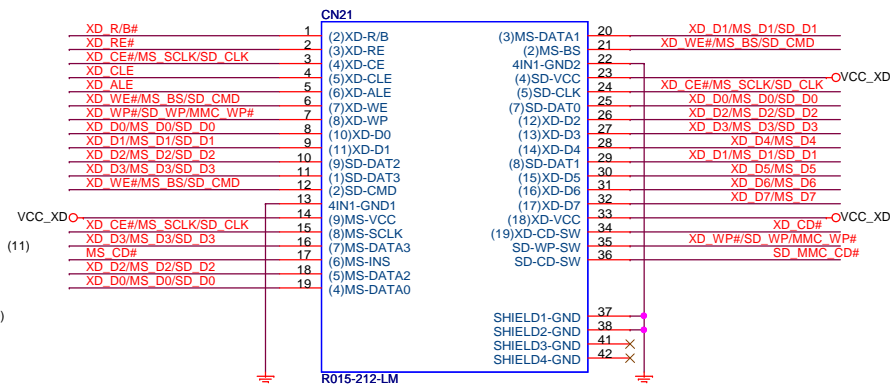 CN21
XD_R/B# 1 (2)XD-R/B (3)MS-DATA1 20 XD_D1/MS_D1/SD_D1
XD_RE# 2 (3)XD-RE (2)MS-BS 21 XD_WE#/MS_BS/SD_CMD
XD_CE#/MS_SCLK/SD_CLK 3 (4)XD-CE 4IN1-GND2 22
XD_CLE 4 (5)XD-CLE (4)SD-VCC 23 VCC_XD
XD_ALE 5 (6)XD-ALE (5)SD-CLK 24 XD_CE#/MS_SCLK/SD_CLK
XD_WE#/MS_BS/SD_CMD 6 (7)XD-WE (7)SD-DAT0 25 XD_D0/MS_D0/SD_D0
XD_WP#/SD_WP/MMC_WP# 7 (8)XD-WP (12)XD-D2 26 XD_D2/MS_D2/SD_D2
XD_D0/MS_D0/SD_D0 8 (10)XD-D0 (13)XD-D3 27 XD_D3/MS_D3/SD_D3
XD_D1/MS_D1/SD_D1 9 (11)XD-D1 (14)XD-D4 28 XD_D4/MS_D4
XD_D2/MS_D2/SD_D2 10 (9)SD-DAT2 (8)SD-DAT1 29 XD_D1/MS_D1/SD_D1
XD_D3/MS_D3/SD_D3 11 (1)SD-DAT3 (15)XD-D5 30 XD_D5/MS_D5
XD_WE#/MS_BS/SD_CMD 12 (2)SD-CMD (16)XD-D6 31 XD_D6/MS_D6
13 4IN1-GND1 (17)XD-D7 32 XD_D7/MS_D7
VCC_XD 14 (9)MS-VCC (18)XD-VCC 33 VCC_XD
XD_CE#/MS_SCLK/SD_CLK 15 (8)MS-SCLK (19)XD-CD-SW 34 XD_CD#
(11) XD_D3/MS_D3/SD_D3 16 (7)MS-DATA3 SD-WP-SW 35 XD_WP#/SD_WP/MMC_WP#
MS_CD# 17 (6)MS-INS SD-CD-SW 36 SD_MMC_CD#
XD_D2/MS_D2/SD_D2 18 (5)MS-DATA2
XD_D0/MS_D0/SD_D0 19 (4)MS-DATA0
) SHIELD1-GND 37
SHIELD2-GND 38
SHIELD3-GND 41
SHIELD4-GND 42
R015-212-LM